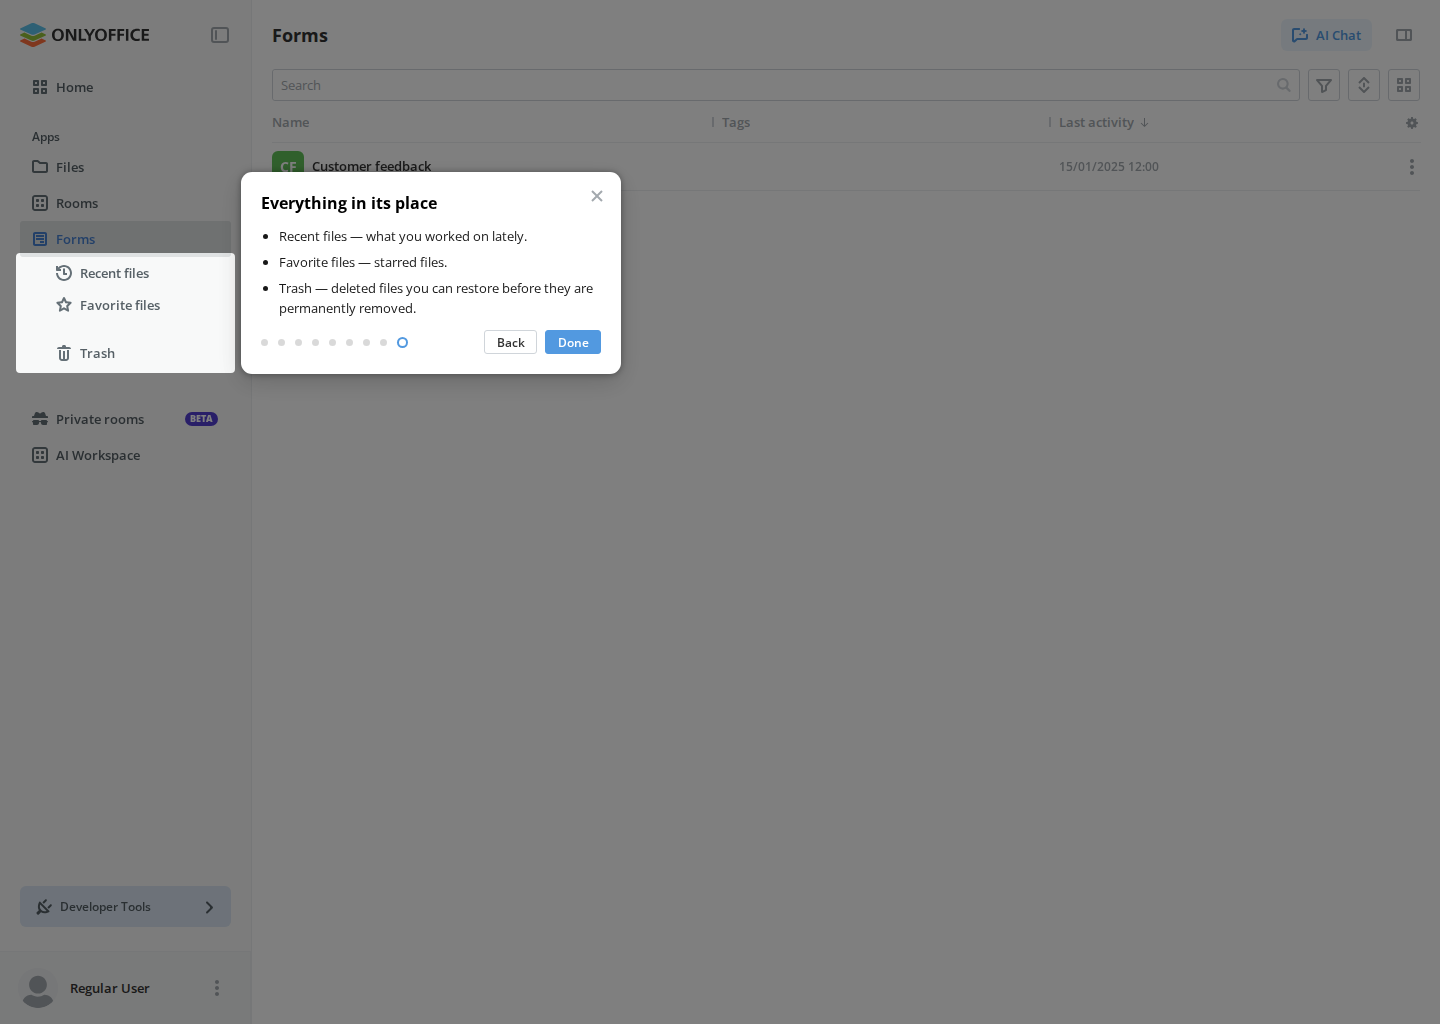 ONLYOFFICE
Home
Apps
Files
Rooms
Forms
Recent files
Favorite files
Trash
Private rooms BETA
AI Workspace
Developer Tools
Regular User
Forms
AI Chat
Search
Name Tags Last activity
CF Customer feedback 15/01/2025 12:00
Everything in its place
Recent files — what you worked on lately.
Favorite files — starred files.
Trash — deleted files you can restore before they are
permanently removed.
Back Done